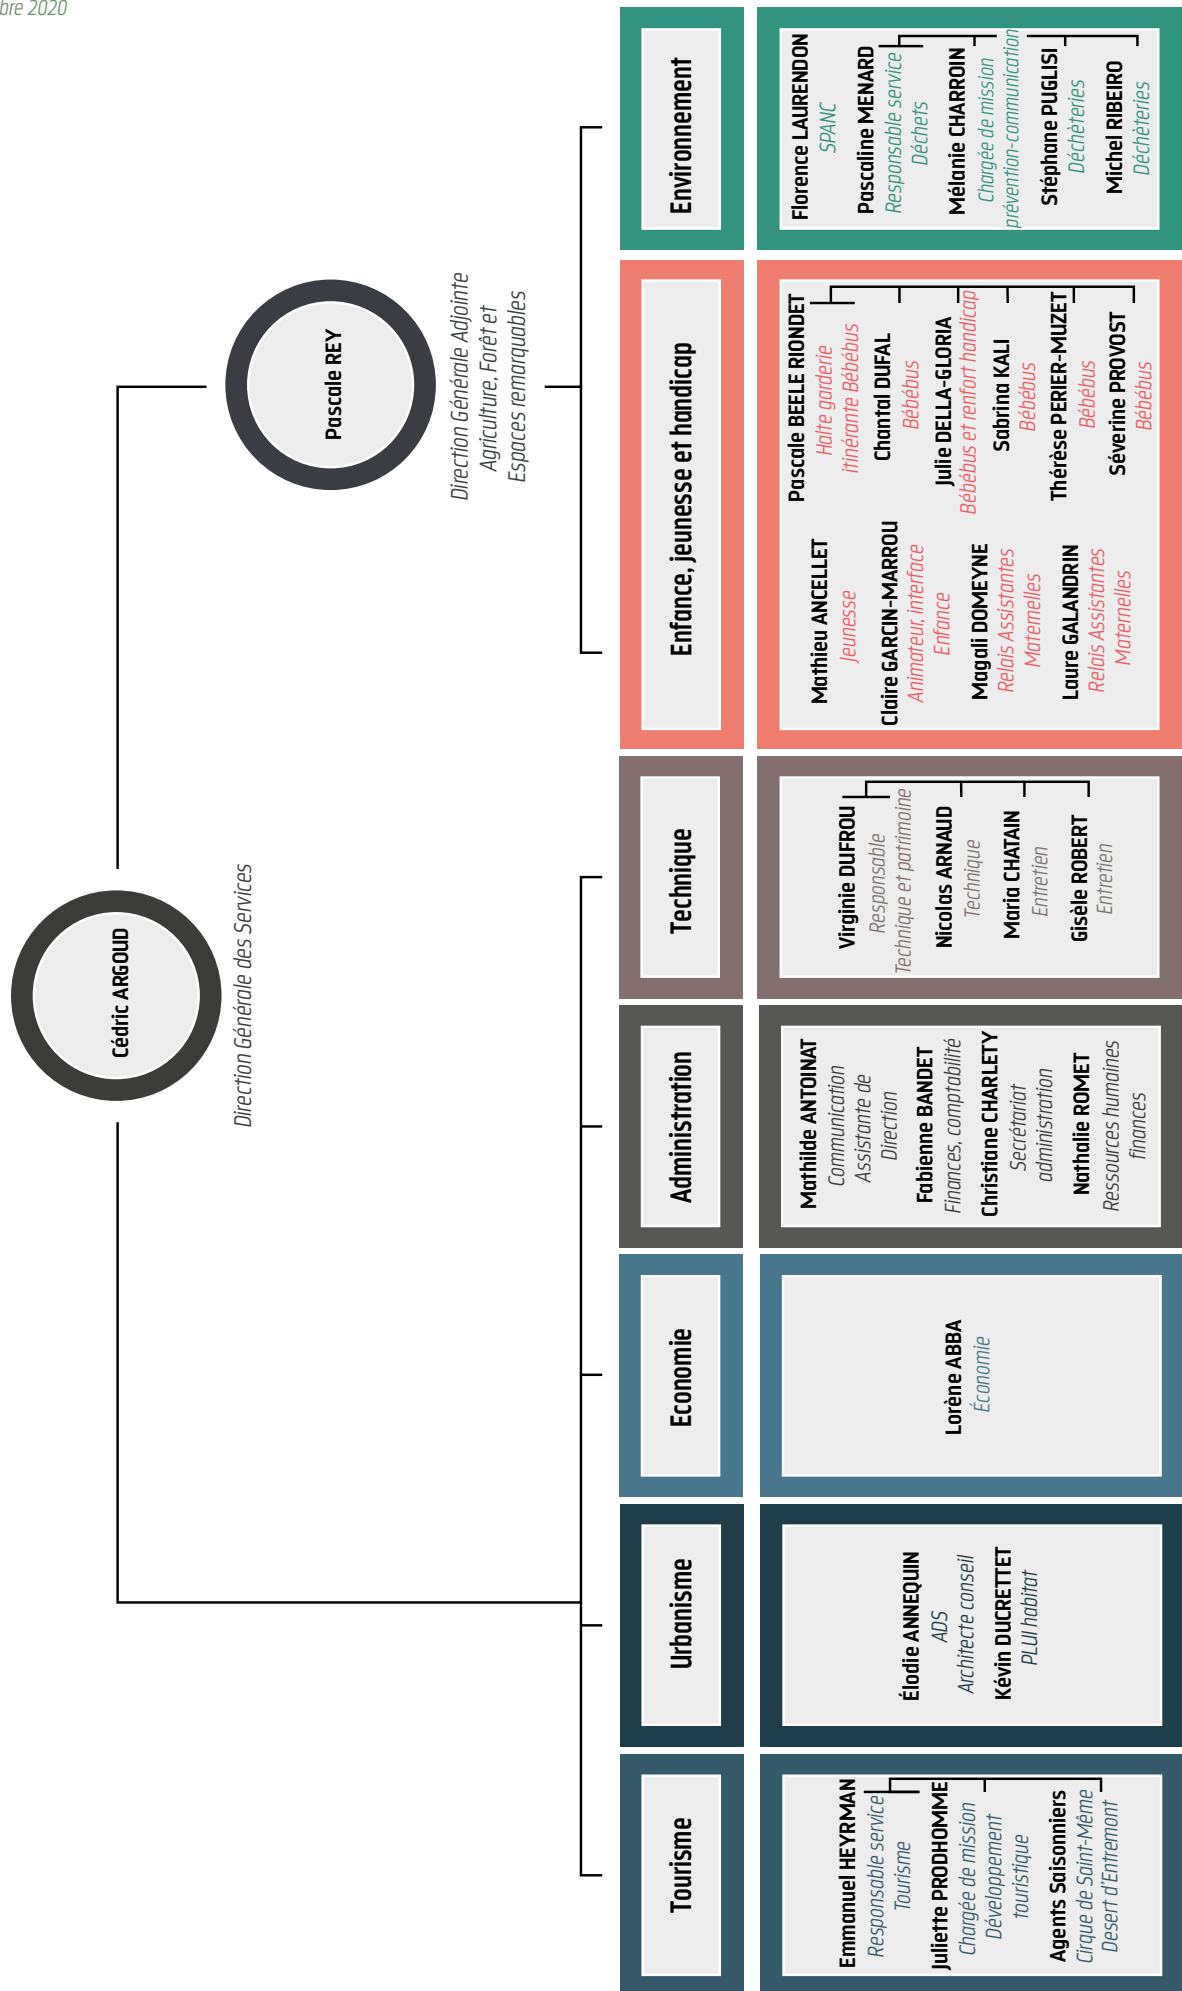 bre 2020
Cédric ARGOUD
Direction Générale des Services
Pascale REY
Direction Générale Adjointe
Agriculture, Forêt et
Espaces remarquables
Tourisme
Emmanuel HEYRMAN
Responsable service
Tourisme
Juliette PRODHOMME
Chargée de mission
Développement
touristique
Agents Saisonniers
Cirque de Saint-Même
Desert d'Entremont
Urbanisme
Élodie ANNEQUIN
ADS
Architecte conseil
Kévin DUCRETTET
PLUI habitat
Economie
Lorène ABBA
Économie
Administration
Mathilde ANTOINAT
Communication
Assistante de
Direction
Fabienne BANDET
Finances, comptabilité
Christiane CHARLETY
Secrétariat
administration
Nathalie ROMET
Ressources humaines
finances
Technique
Virginie DUFROU
Responsable
Technique et patrimoine
Nicolas ARNAUD
Technique
Maria CHATAIN
Entretien
Gisèle ROBERT
Entretien
Enfance, jeunesse et handicap
Mathieu ANCELLET
Jeunesse
Claire GARCIN-MARROU
Animateur, interface
Enfance
Magali DOMEYNE
Relais Assistantes
Maternelles
Laure GALANDRIN
Relais Assistantes
Maternelles
Pascale BEELE RIONDET
Halte garderie
itinérante Bébébus
Chantal DUFAL
Bébébus
Julie DELLA-GLORIA
Bébébus et renfort handicap
Sabrina KALI
Bébébus
Thérèse PERIER-MUZET
Bébébus
Séverine PROVOST
Bébébus
Environnement
Florence LAURENDON
SPANC
Pascaline MENARD
Responsable service
Déchets
Mélanie CHARROIN
Chargée de mission
prévention-communication
Stéphane PUGLISI
Déchèteries
Michel RIBEIRO
Déchèteries